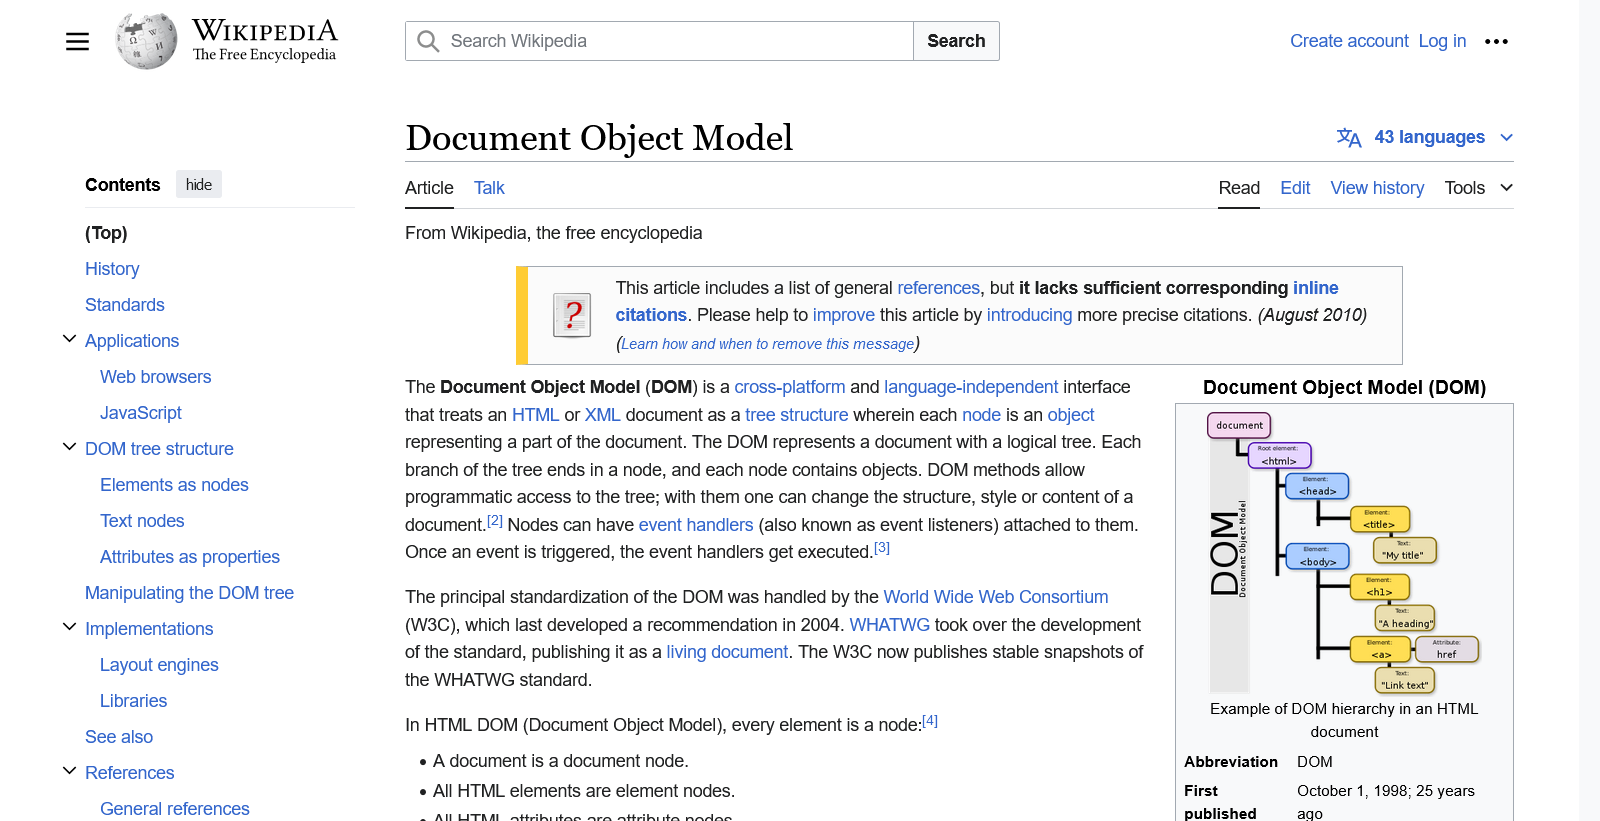 WIKIPEDIA
The Free Encyclopedia
Search Wikipedia
Search
Create account Log in
Document Object Model
43 languages
Contents hide
Article Talk
Read Edit View history Tools
From Wikipedia, the free encyclopedia
(Top)
History
Standards
Applications
Web browsers
JavaScript
DOM tree structure
Elements as nodes
Text nodes
Attributes as properties
Manipulating the DOM tree
Implementations
Layout engines
Libraries
See also
References
General references
This article includes a list of general references, but it lacks sufficient corresponding inline
citations. Please help to improve this article by introducing more precise citations. (August 2010)
(Learn how and when to remove this message)
The Document Object Model (DOM) is a cross-platform and language-independent interface
that treats an HTML or XML document as a tree structure wherein each node is an object
representing a part of the document. The DOM represents a document with a logical tree. Each
branch of the tree ends in a node, and each node contains objects. DOM methods allow
programmatic access to the tree; with them one can change the structure, style or content of a
document.[2] Nodes can have event handlers (also known as event listeners) attached to them.
Once an event is triggered, the event handlers get executed.[3]
The principal standardization of the DOM was handled by the World Wide Web Consortium
(W3C), which last developed a recommendation in 2004. WHATWG took over the development
of the standard, publishing it as a living document. The W3C now publishes stable snapshots of
the WHATWG standard.
In HTML DOM (Document Object Model), every element is a node:[4]
• A document is a document node.
• All HTML elements are element nodes.
• All HTML attributes are attribute nodes.
Document Object Model (DOM)
document
Root element:
<html>
Element:
<head>
Element:
<title>
Text:
"My title"
Element:
<body>
Element:
<h1>
Text:
"A heading"
Element:
<a>
Attribute:
href
Text:
"Link text"
DOM
Document Object Model
Example of DOM hierarchy in an HTML
document
Abbreviation DOM
First October 1, 1998; 25 years
published ago